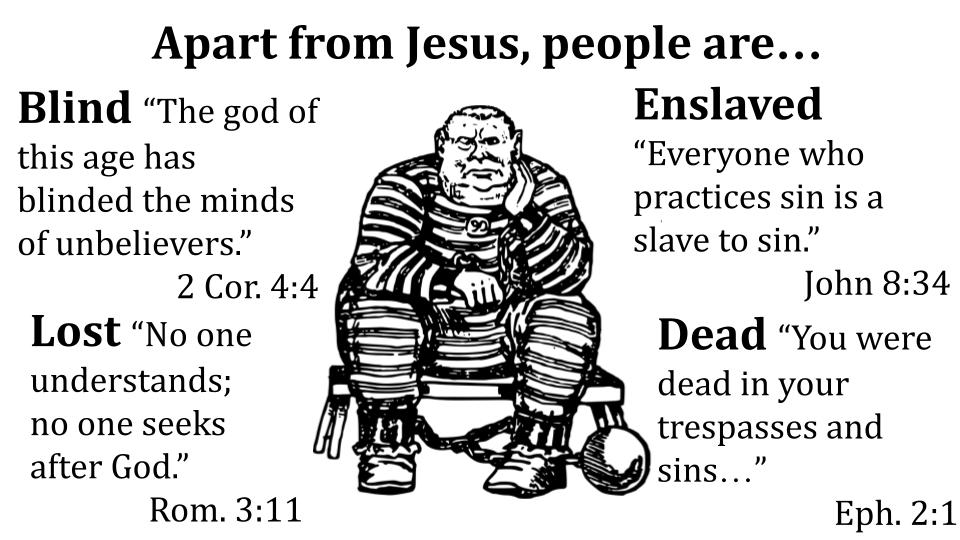 Apart from Jesus, people are…
Blind “The god of
this age has
blinded the minds
of unbelievers.”
2 Cor. 4:4
Lost “No one
understands;
no one seeks
after God.”
Rom. 3:11
90
Enslaved
“Everyone who
practices sin is a
slave to sin.”
John 8:34
Dead “You were
dead in your
trespasses and
sins…”
Eph. 2:1